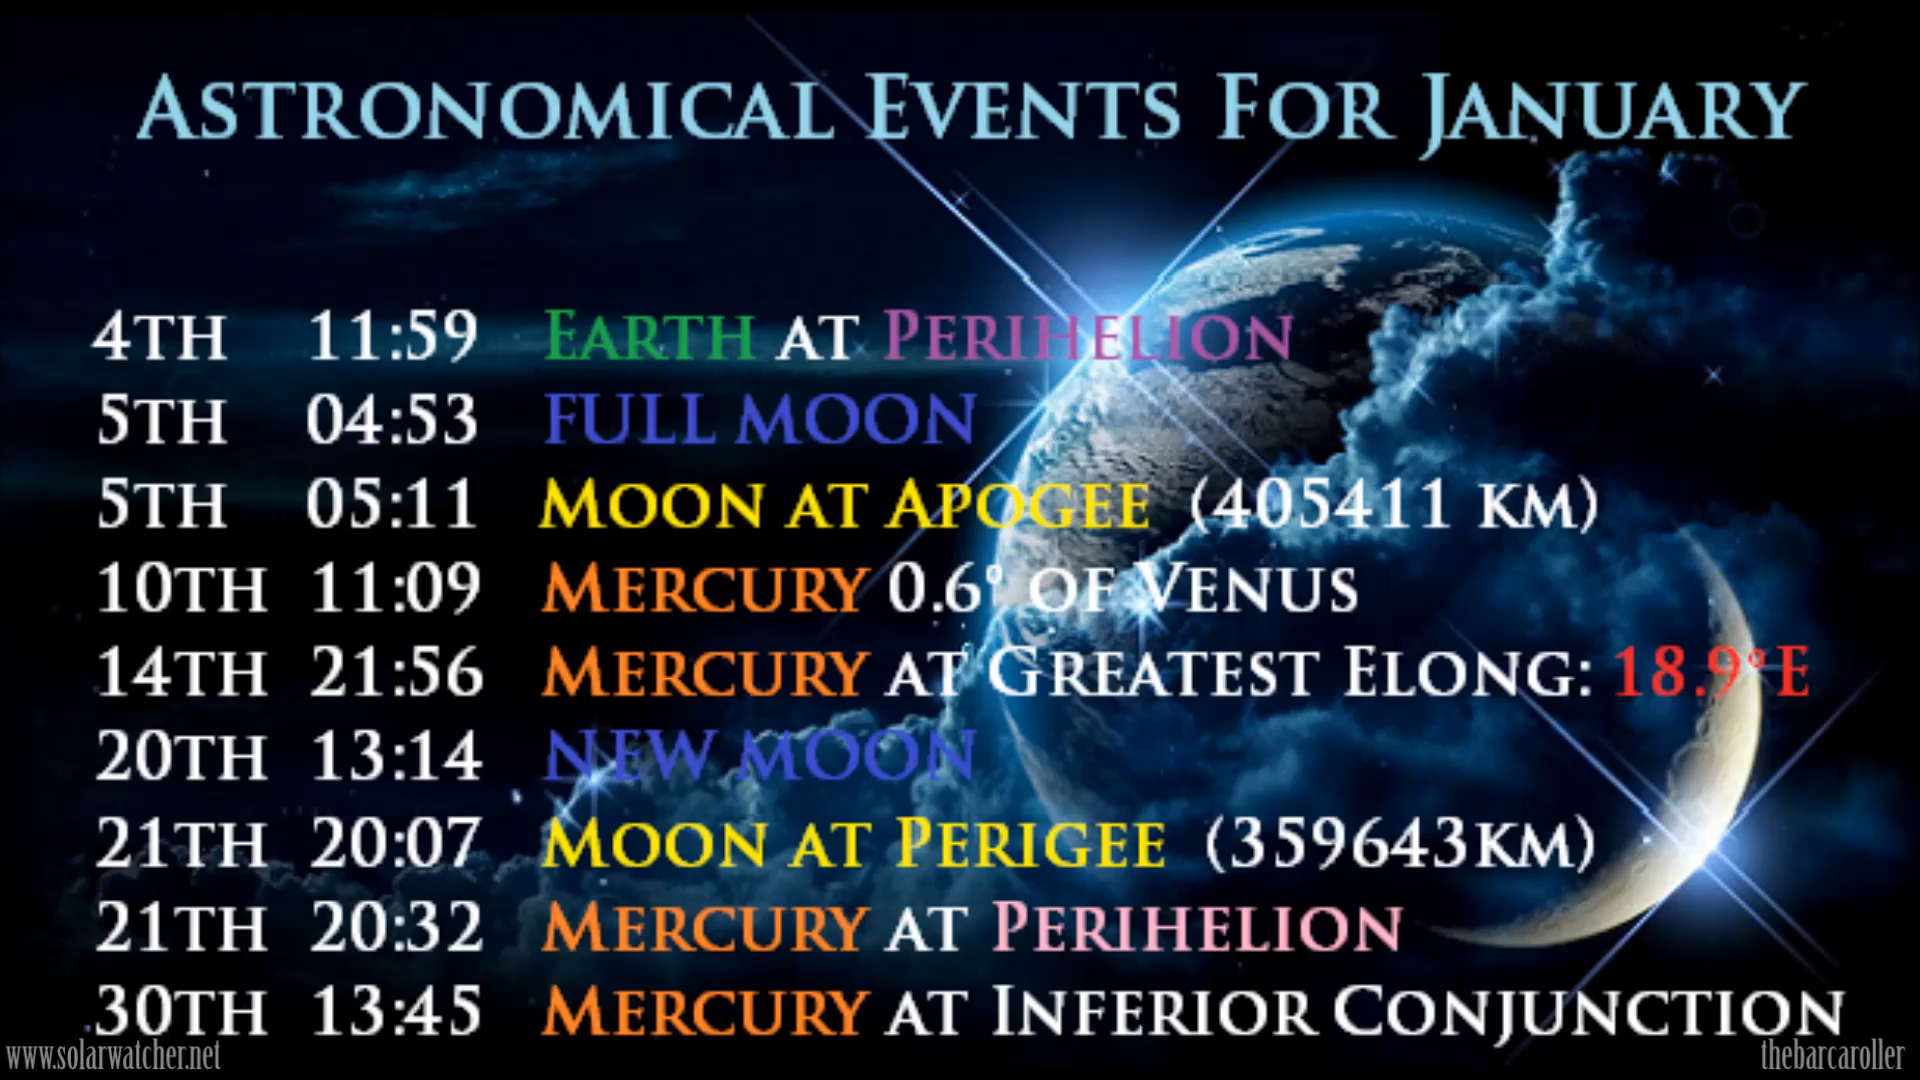 ASTRONOMICAL EVENTS FOR JANUARY
4TH 11:59 EARTH AT PERIHELION
5TH 04:53 FULL MOON
5TH 05:11 MOON AT APOGEE (405411 KM)
10TH 11:09 MERCURY 0.6° OF VENUS
14TH 21:56 MERCURY AT GREATEST ELONG: 18.9°E
20TH 13:14 NEW MOON
21TH 20:07 MOON AT PERIGEE (359643KM)
21TH 20:32 MERCURY AT PERIHELION
30TH 13:45 MERCURY AT INFERIOR CONJUNCTION
www.solarwatcher.net
thebarcaroller